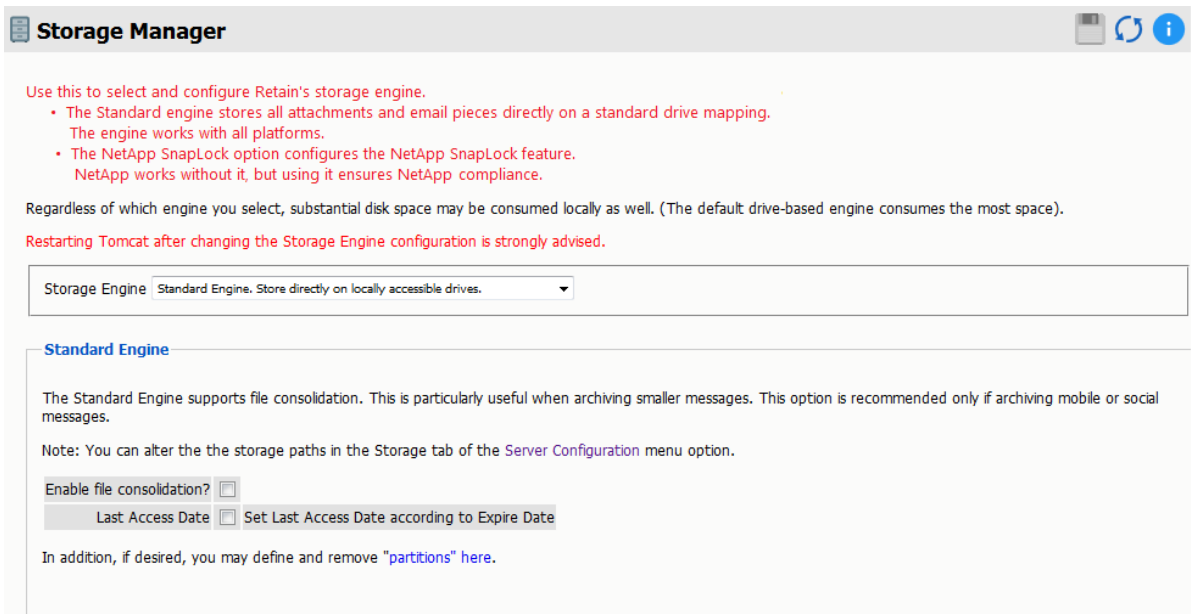 Storage Manager
Use this to select and configure Retain's storage engine.
• The Standard engine stores all attachments and email pieces directly on a standard drive mapping.
The engine works with all platforms.
• The NetApp SnapLock option configures the NetApp SnapLock feature.
NetApp works without it, but using it ensures NetApp compliance.
Regardless of which engine you select, substantial disk space may be consumed locally as well. (The default drive-based engine consumes the most space).
Restarting Tomcat after changing the Storage Engine configuration is strongly advised.
Storage Engine Standard Engine. Store directly on locally accessible drives.
Standard Engine
The Standard Engine supports file consolidation. This is particularly useful when archiving smaller messages. This option is recommended only if archiving mobile or social
messages.
Note: You can alter the the storage paths in the Storage tab of the Server Configuration menu option.
Enable file consolidation?
Last Access Date Set Last Access Date according to Expire Date
In addition, if desired, you may define and remove "partitions" here.